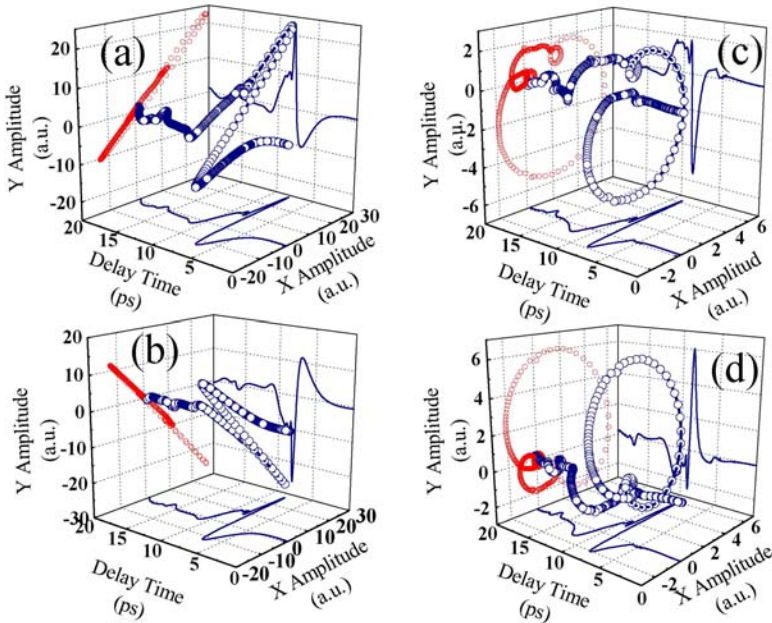 (a)
Y Amplitude
(a.u.)
20
10
0
-10
-20
20
15
10
5
0
Delay Time
(ps)
-20
-10
0
10
20
30
X Amplitude
(a.u.)
(c)
Y Amplitude
(a.u.)
2
0
-2
-4
-6
20
15
10
5
0
Delay Time
(ps)
-2
0
2
4
6
X Amplitud
(a.u.)
(b)
Y Amplitude
(a.u.)
20
10
0
-10
-20
-30
20
15
10
5
0
Delay Time
(ps)
-20
-10
0
10
20
30
X Amplitude
(a.u.)
(d)
Y Amplitude
(a.u.)
6
4
2
0
-2
20
15
10
5
0
Delay Time
(ps)
-2
0
2
4
6
X Amplitude
(a.u.)